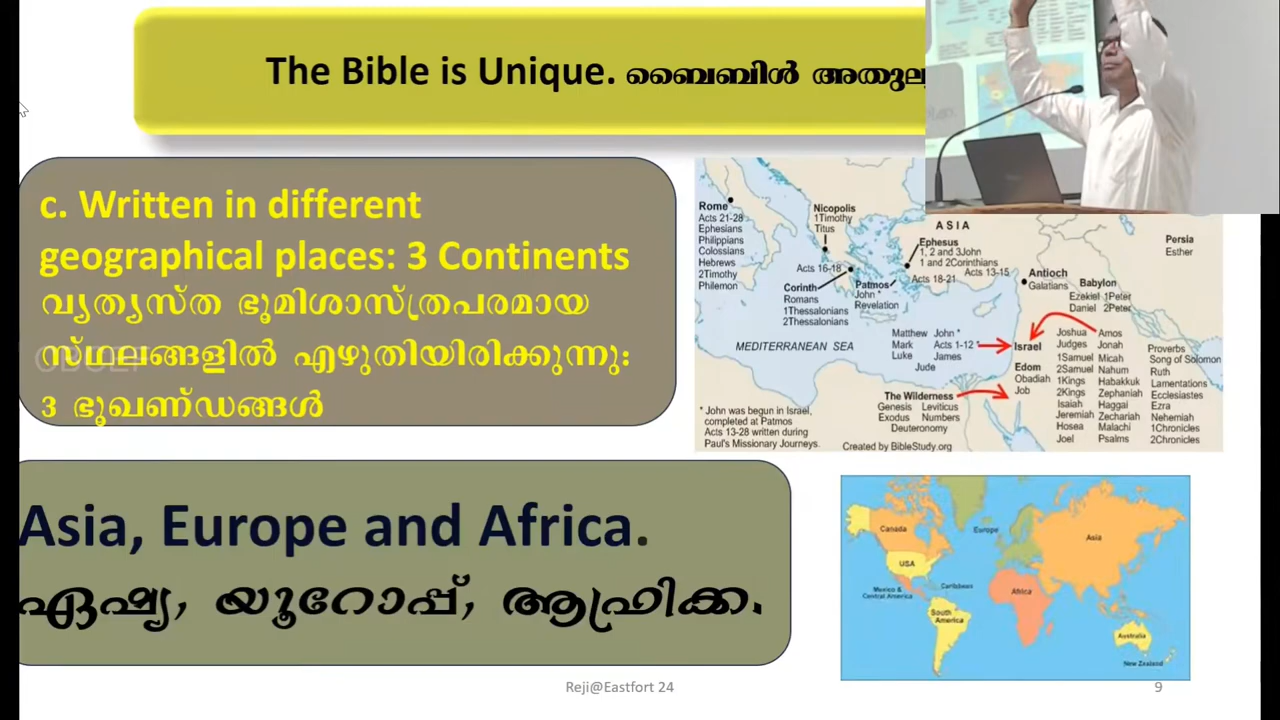 The Bible is Unique. ബൈബിൾ
c. Written in different
geographical places: 3 Continents
വ്യത്യസ്ത ഭൂമിശാസ്ത്രപരമായ
സ്ഥലങ്ങളിൽ എഴുതിയിരിക്കുന്നു:
3 ഭൂഖണ്ഡങ്ങൾ
Asia, Europe and Africa.
ഏഷ്യ, യൂറോപ്പ്, ആഫ്രിക്ക.
Rome
Acts 21-28
Ephesians
Philippians
Colossians
Hebrews
2Timothy
Philemon
Nicopolis
1Timothy
Titus
Acts 16-18
Corinth
Romans
1Thessalonians
2Thessalonians
Patmos
John *
Revelation
ASIA
Ephesus
1, 2 and 3John
1 and 2Corinthians
Acts 18-21
Acts 13-15
Antioch
Galatians
Persia
Esther
Babylon
Ezekiel 1Peter
Daniel 2Peter
MEDITERRANEAN SEA
Matthew John *
Mark Acts 1-12 *
Luke James
Jude
Israel
Edom
Obadiah
Job
The Wilderness
Genesis Leviticus
Exodus Numbers
Deuteronomy
Joshua Amos
Judges Jonah
1Samuel Micah
2Samuel Nahum
1Kings Habakkuk
2Kings Zephaniah
Isaiah Haggai
Jeremiah Zechariah
Hosea Malachi
Joel Psalms
Proverbs
Song of Solomon
Ruth
Lamentations
Ecclesiastes
Ezra
Nehemiah
1Chronicles
2Chronicles
* John was begun in Israel,
completed at Patmos
Acts 13-28 written during
Paul's Missionary Journeys.
Created by BibleStudy.org
Canada
USA
Mexico &
Central America
Caribbean
South
America
Europe
Asia
Africa
Australia
New Zealand
Reji@Eastfort 24
9